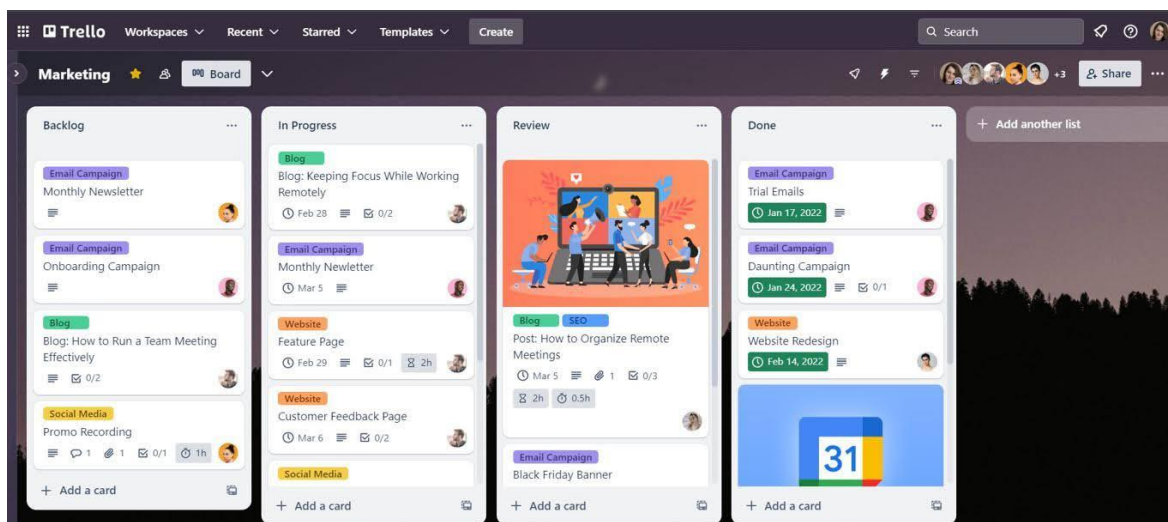 Trello Workspaces Recent Starred Templates Create Search
Marketing Board +3 Share
Backlog
Email Campaign
Monthly Newsletter
Email Campaign
Onboarding Campaign
Blog
Blog: How to Run a Team Meeting
Effectively
0/2
Social Media
Promo Recording
1 1 0/1 1h
+ Add a card
In Progress
Blog
Blog: Keeping Focus While Working
Remotely
Feb 28 0/2
Email Campaign
Monthly Newletter
Mar 5
Website
Feature Page
Feb 29 0/1 2h
Website
Customer Feedback Page
Mar 6 0/2
Social Media
+ Add a card
Review
Blog SEO
Post: How to Organize Remote
Meetings
Mar 5 1 0/3
2h 0.5h
Email Campaign
Black Friday Banner
+ Add a card
Done
Email Campaign
Trial Emails
Jan 17, 2022
Email Campaign
Daunting Campaign
Jan 24, 2022 0/1
Website
Website Redesign
Feb 14, 2022
31
+ Add a card
+ Add another list